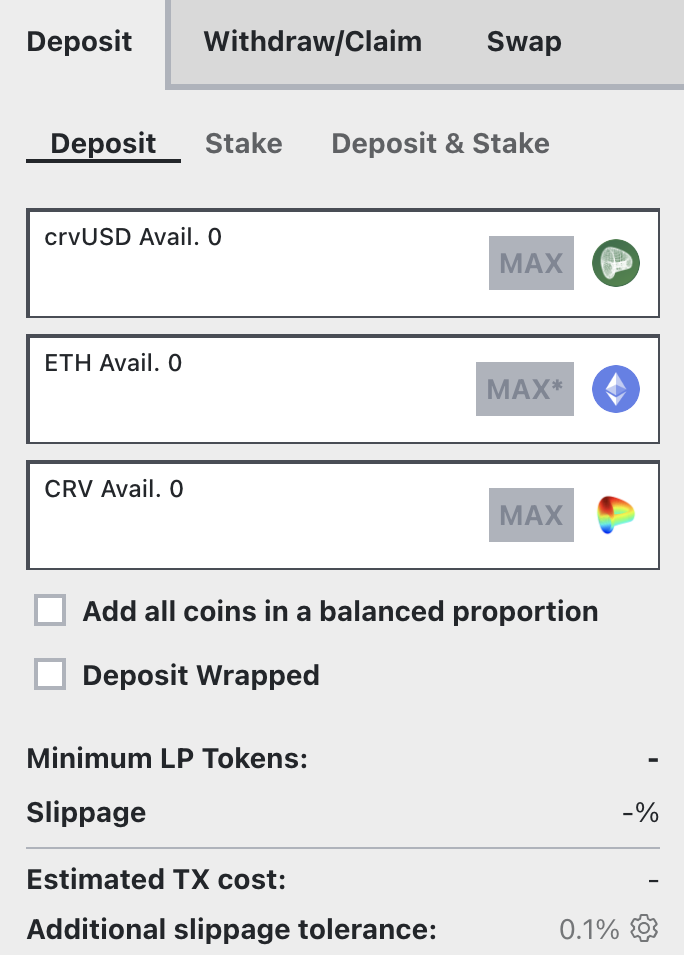 Deposit Withdraw/Claim Swap
Deposit Stake Deposit & Stake
crvUSD Avail. 0
MAX
ETH Avail. 0
MAX*
CRV Avail. 0
MAX
Add all coins in a balanced proportion
Deposit Wrapped
Minimum LP Tokens: -
Slippage -%
Estimated TX cost: -
Additional slippage tolerance: 0.1%